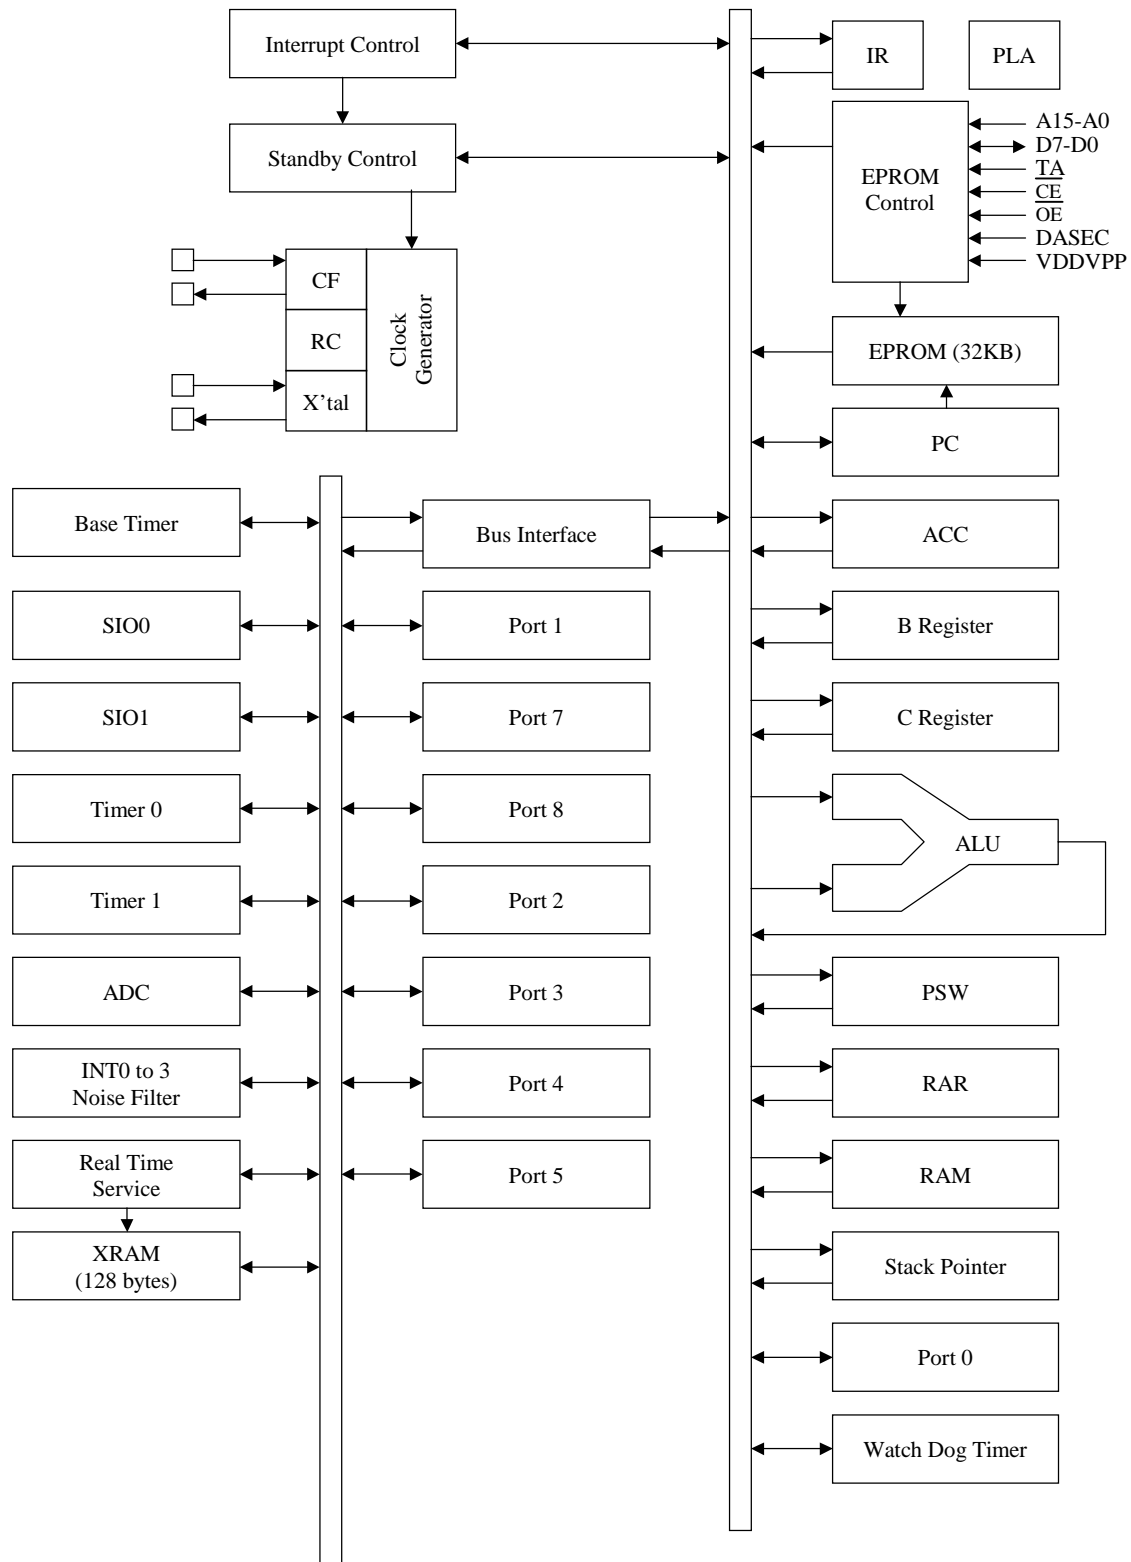 Interrupt Control
IR
PLA
Standby Control
A15-A0
D7-D0
TA
CE
OE
DASEC
VDDVPP
EPROM
Control
CF
RC
X’tal
Clock
Generator
EPROM (32KB)
PC
Base Timer
Bus Interface
ACC
SIO0
Port 1
B Register
SIO1
Port 7
C Register
Timer 0
Port 8
ALU
Timer 1
Port 2
ADC
Port 3
PSW
INT0 to 3
Noise Filter
Port 4
RAR
Real Time
Service
Port 5
RAM
XRAM
(128 bytes)
Stack Pointer
Port 0
Watch Dog Timer